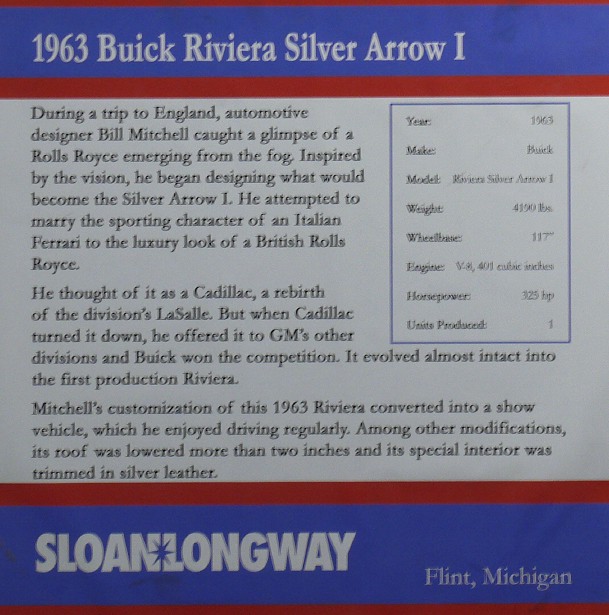 1963 Buick Riviera Silver Arrow I
During a trip to England, automotive
designer Bill Mitchell caught a glimpse of a
Rolls Royce emerging from the fog. Inspired
by the vision, he began designing what would
become the Silver Arrow I. He attempted to
marry the sporting character of an Italian
Ferrari to the luxury look of a British Rolls
Royce.
He thought of it as a Cadillac, a rebirth
of the division's LaSalle. But when Cadillac
turned it down, he offered it to GM's other
divisions and Buick won the competition. It evolved almost intact into
the first production Riviera.
Mitchell's customization of this 1963 Riviera converted into a show
vehicle, which he enjoyed driving regularly. Among other modifications,
its roof was lowered more than two inches and its special interior was
trimmed in silver leather.
Year: 1963
Make: Buick
Model: Riviera Silver Arrow I
Weight: 4190 lbs.
Wheelbase: 117"
Engine: V-8, 401 cubic inches
Horsepower: 325 hp
Units Produced: 1
SLOAN LONGWAY
Flint, Michigan